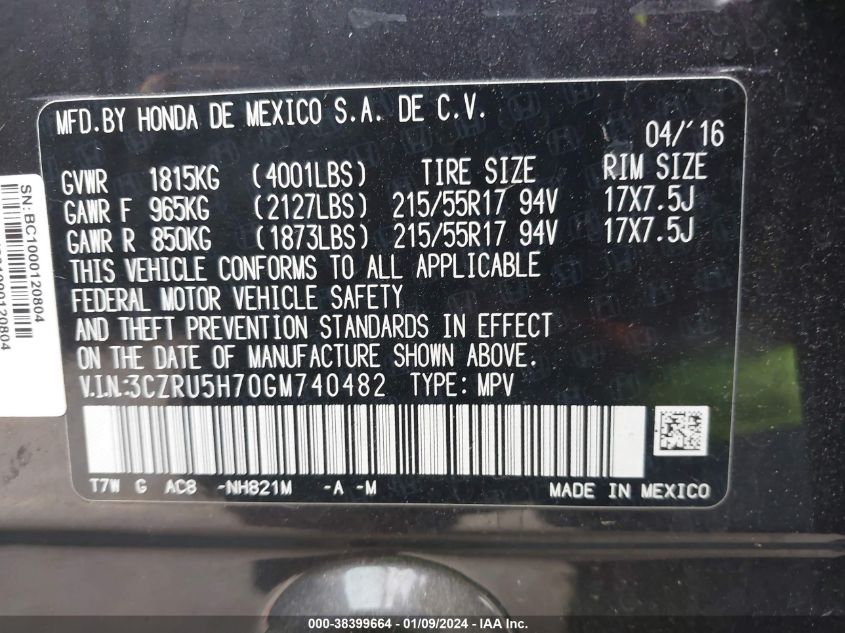 MFD.BY HONDA DE MEXICO S.A. DE C.V.
04/'16
GVWR 1815KG (4001LBS) TIRE SIZE RIM SIZE
GAWR F 965KG (2127LBS) 215/55R17 94V 17X7.5J
GAWR R 850KG (1873LBS) 215/55R17 94V 17X7.5J
THIS VEHICLE CONFORMS TO ALL APPLICABLE
FEDERAL MOTOR VEHICLE SAFETY
AND THEFT PREVENTION STANDARDS IN EFFECT
ON THE DATE OF MANUFACTURE SHOWN ABOVE.
V.I.N.:3CZRU5H70GM740482 TYPE: MPV
T7W G AC8 -NH821M -A -M MADE IN MEXICO
SN:BC1000120804
000-38399664 - 01/09/2024 - © IAA Holdings, LLC